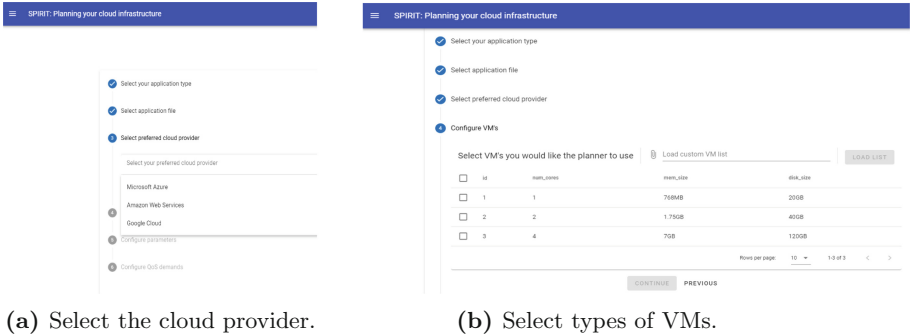 SPIRIT: Planning your cloud infrastructure
Select your application type
Select application file
3 Select preferred cloud provider
Select your preferred cloud provider
Microsoft Azure
Amazon Web Services
Google Cloud
4
5 Configure parameters
6 Configure QoS demands
(a) Select the cloud provider.
SPIRIT: Planning your cloud infrastructure
Select your application type
Select application file
Select preferred cloud provider
4 Configure VM's
Select VM's you would like the planner to use Load custom VM list LOAD LIST
id num_cores mem_size disk_size
1 1 768MB 20GB
2 2 1.75GB 40GB
3 4 7GB 120GB
Rows per page: 10 1-3 of 3 < >
CONTINUE PREVIOUS
(b) Select types of VMs.